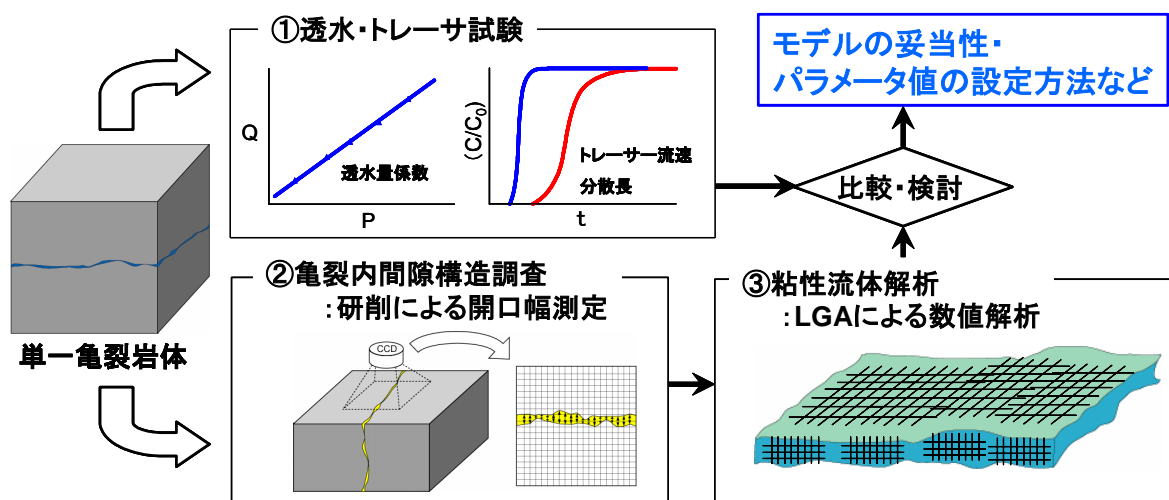 ①透水・トレーサ試験
Q
透水量係数
P
(C/C₀)
トレーサー流速
分散長
t
モデルの妥当性・
パラメータ値の設定方法など
比較・検討
単一亀裂岩体
②亀裂内間隙構造調査
:研削による開口幅測定
CCD
③粘性流体解析
:LGAによる数値解析